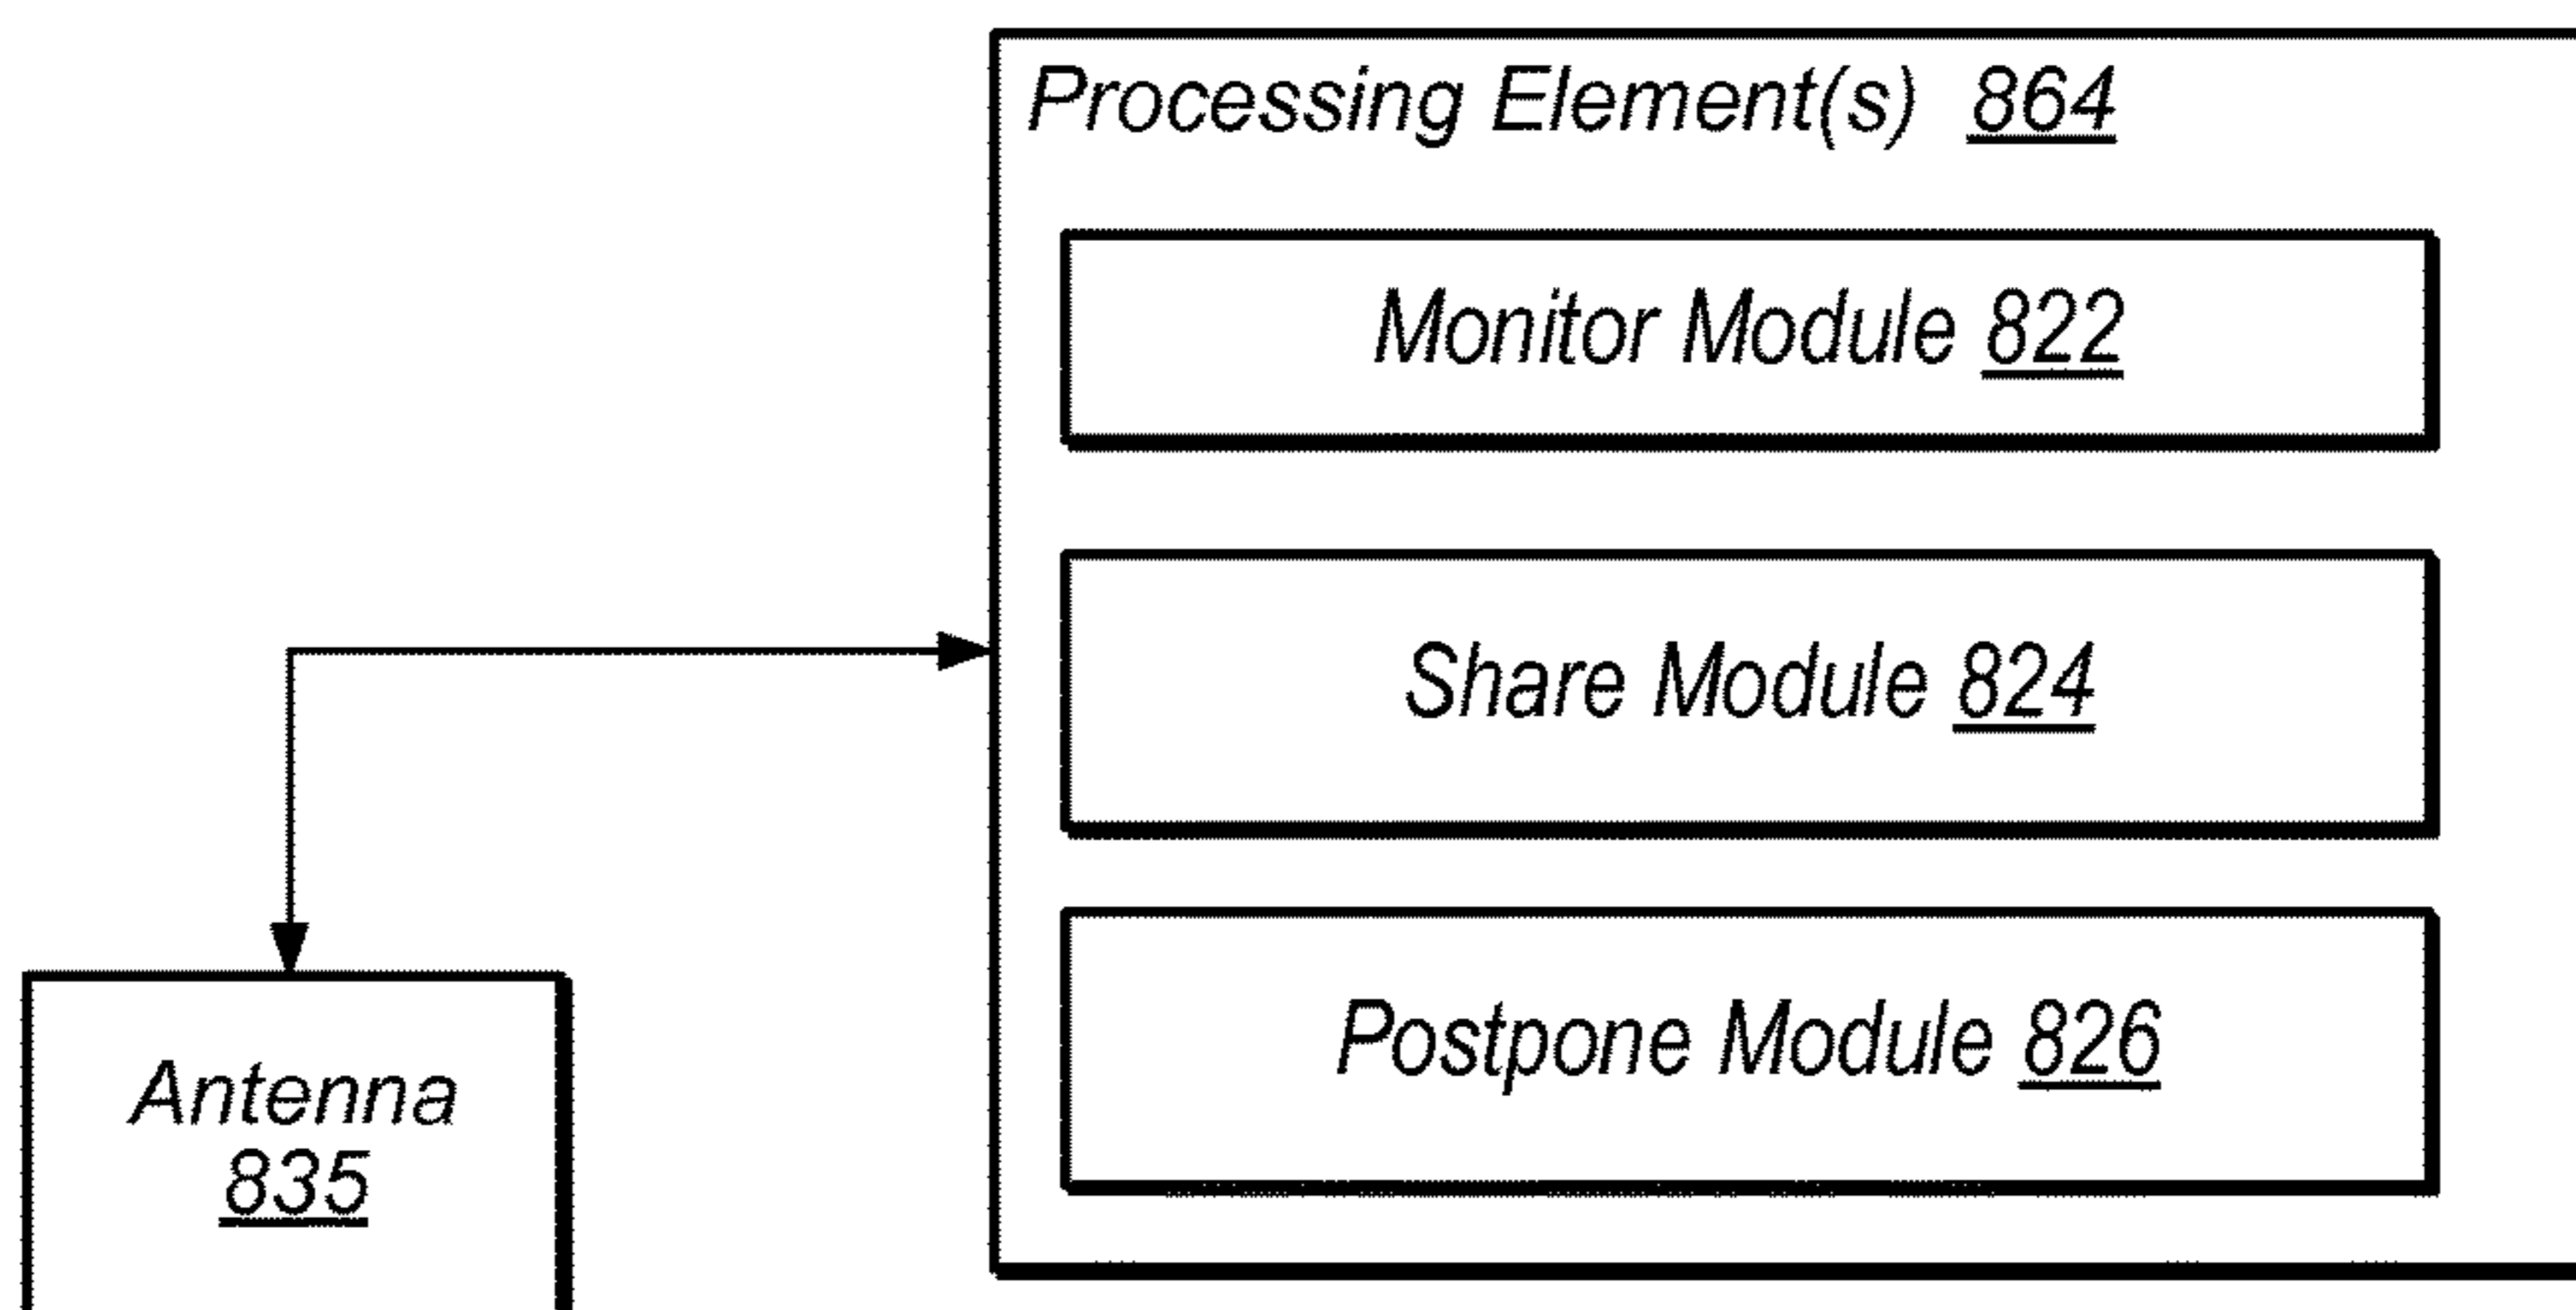 Processing Element(s) 864
Monitor Module 822
Share Module 824
Postpone Module 826
Antenna
835